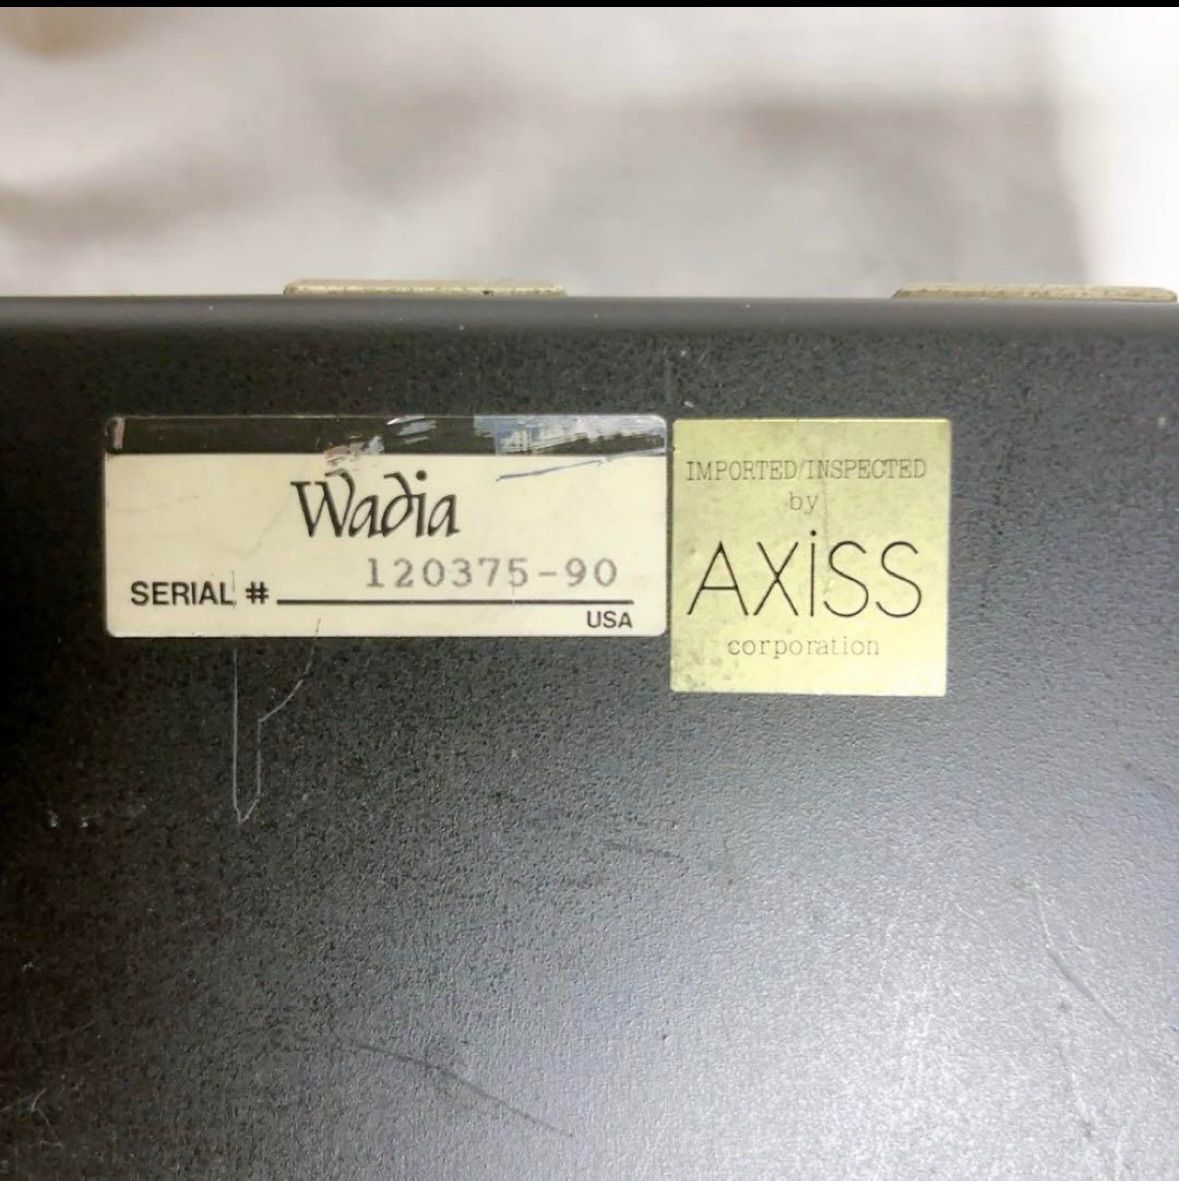 Wadia
SERIAL # 120375-90
USA
IMPORTED/INSPECTED
by
AXiSS
corporation